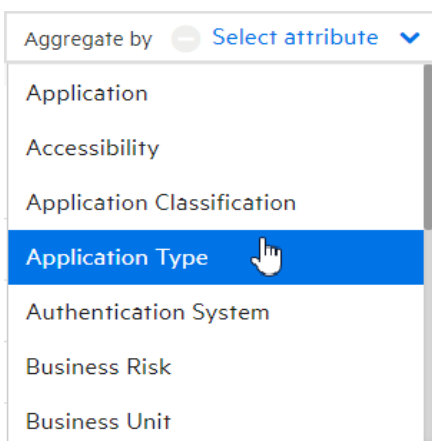 Aggregate by Select attribute
Application
Accessibility
Application Classification
Application Type
Authentication System
Business Risk
Business Unit